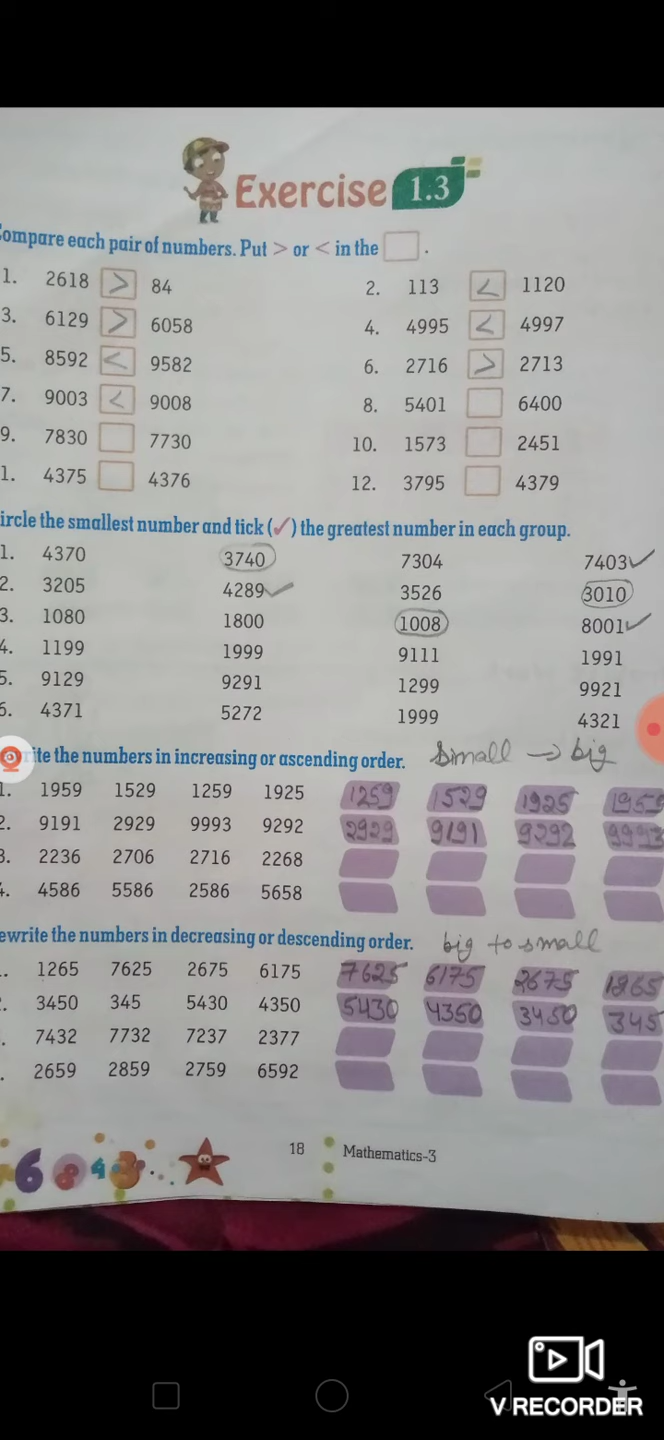 Exercise 1.3
ompare each pair of numbers. Put > or < in the .
1. 2618 > 84 2. 113 < 1120
3. 6129 > 6058 4. 4995 < 4997
5. 8592 < 9582 6. 2716 > 2713
7. 9003 < 9008 8. 5401 6400
9. 7830 7730 10. 1573 2451
1. 4375 4376 12. 3795 4379
ircle the smallest number and tick (✓) the greatest number in each group.
1. 4370 3740 7304 7403✓
2. 3205 4289✓ 3526 3010
3. 1080 1800 1008 8001✓
4. 1199 1999 9111 1991
5. 9129 9291 1299 9921
6. 4371 5272 1999 4321
rite the numbers in increasing or ascending order. Small → big
1. 1959 1529 1259 1925 1259 1529 1925 1959
2. 9191 2929 9993 9292 2929 9191 9292 9993
3. 2236 2706 2716 2268
4. 4586 5586 2586 5658
ewrite the numbers in decreasing or descending order. big to small
. 1265 7625 2675 6175 7625 6175 2675 1265
. 3450 345 5430 4350 5430 4350 3450 345
. 7432 7732 7237 2377
. 2659 2859 2759 6592
6 8 4 3
18 Mathematics-3
V RECORDER